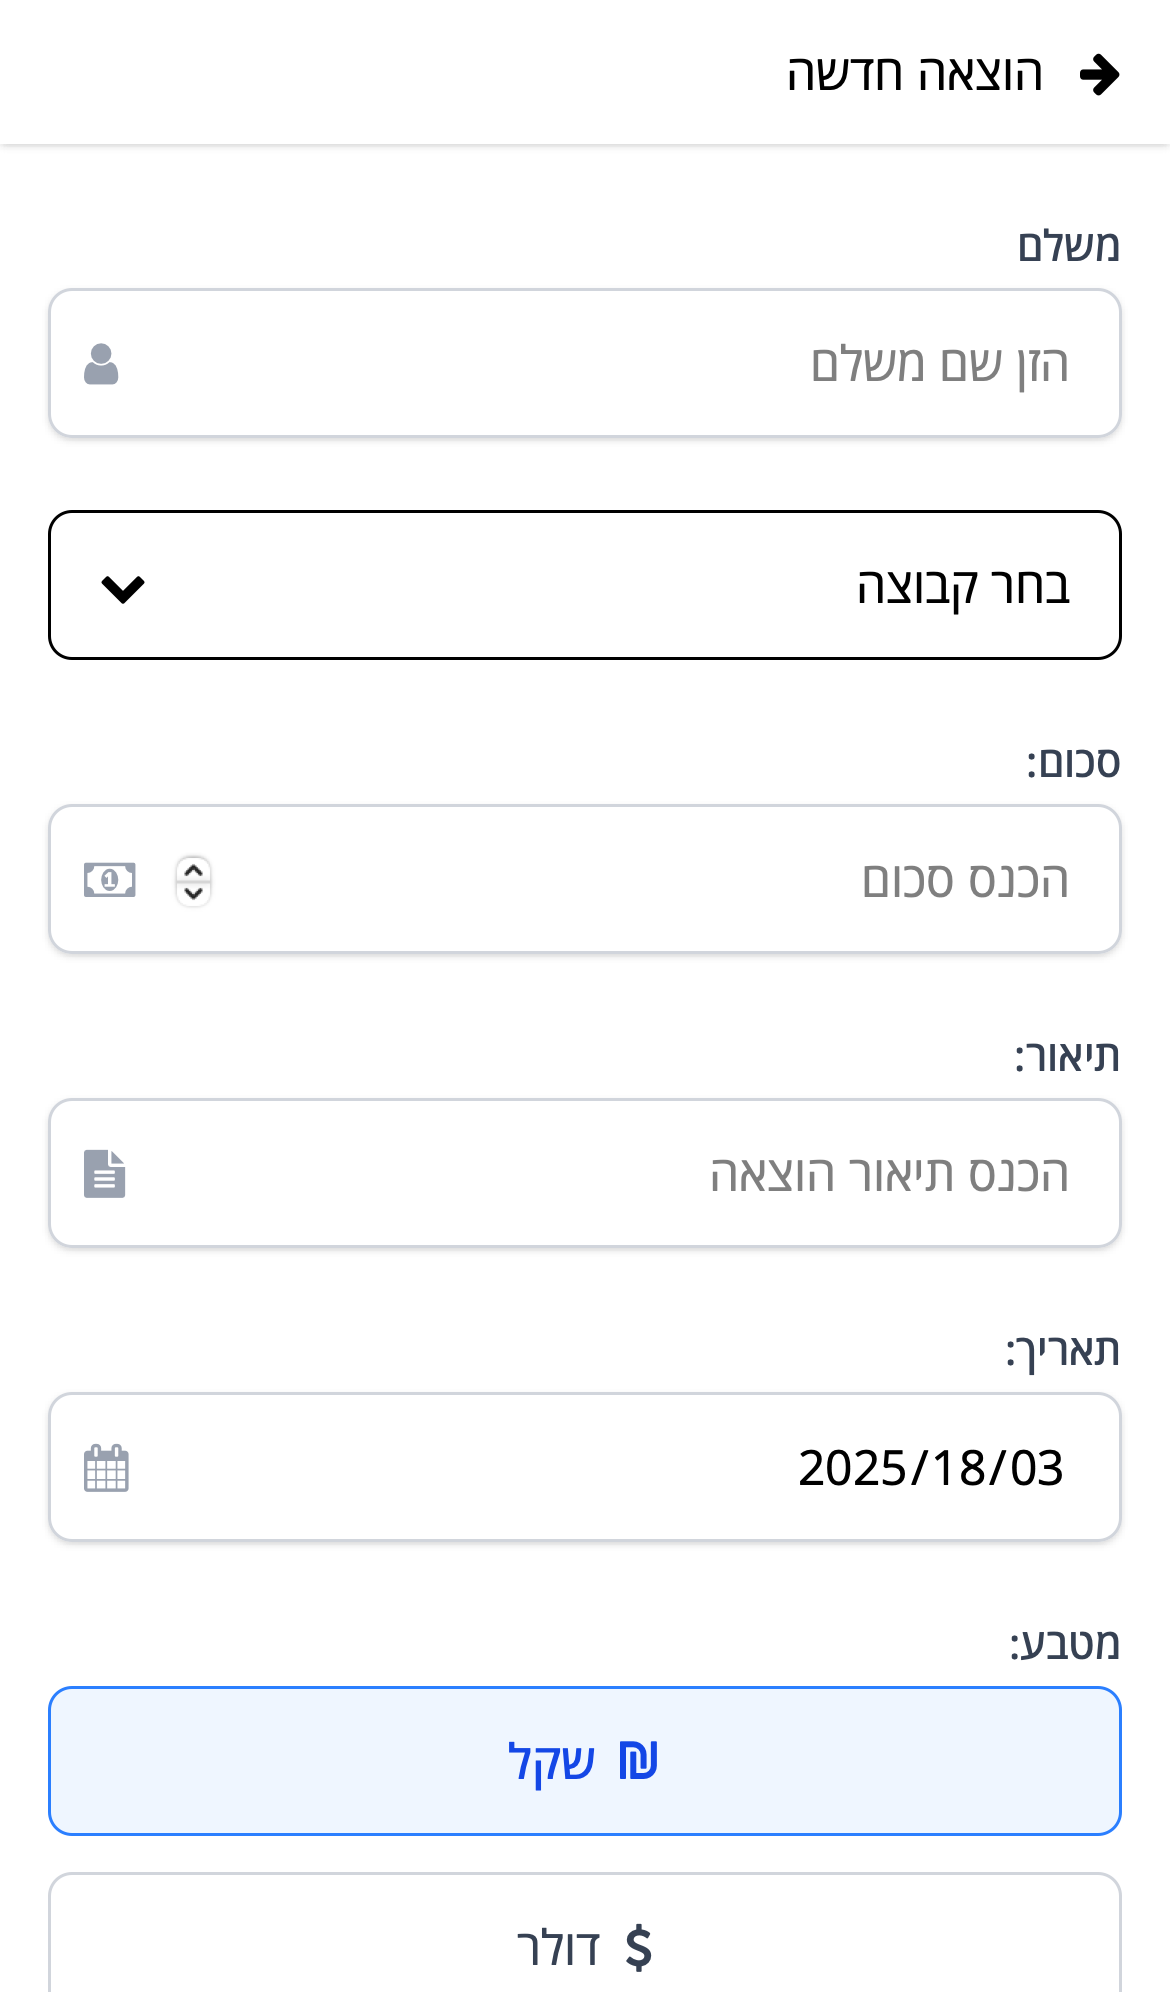 הוצאה חדשה
משלם
הזן שם משלם
בחר קבוצה
סכום:
הכנס סכום
תיאור:
הכנס תיאור הוצאה
תאריך:
2025/18/03
מטבע:
₪ שקל
$ דולר